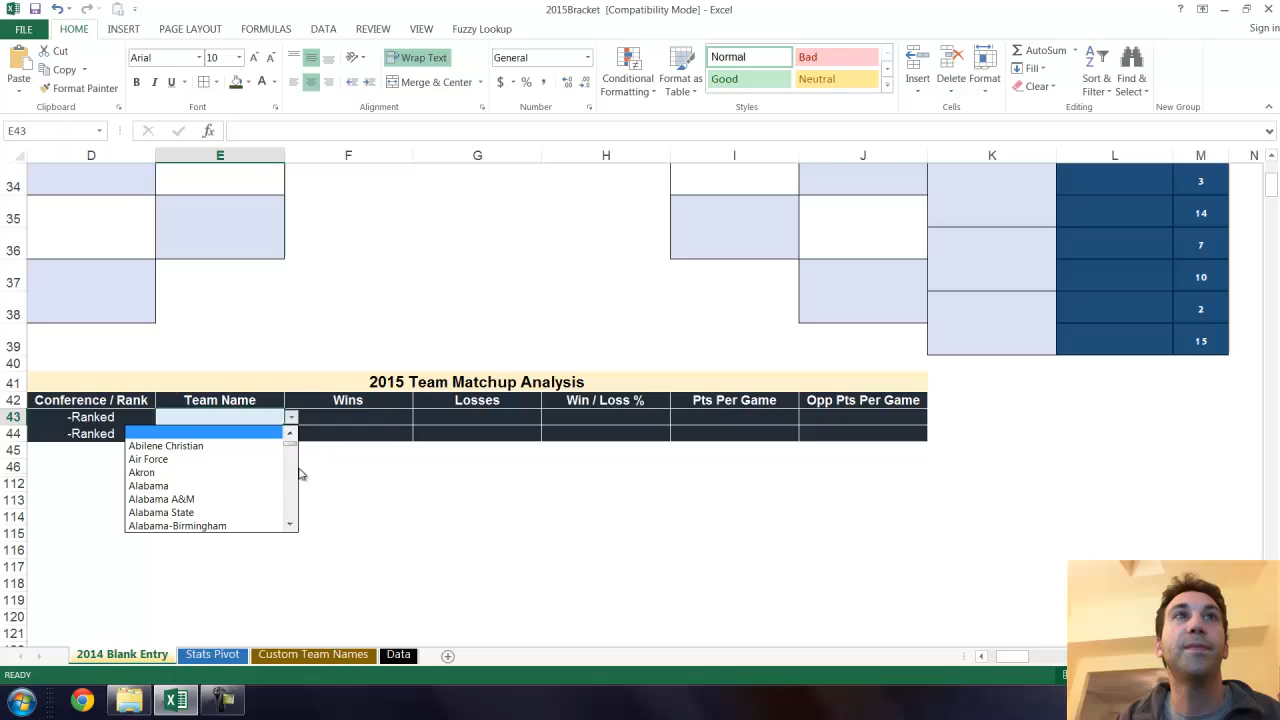 2015Bracket [Compatibility Mode] - Excel
FILE HOME INSERT PAGE LAYOUT FORMULAS DATA REVIEW VIEW Fuzzy Lookup Sign in
Cut
Copy
Format Painter
Paste
Clipboard
Arial 10
B I U A
Font
Wrap Text
Merge & Center
Alignment
General
$ % ,
Number
Conditional Formatting
Format as Table
Normal Bad
Good Neutral
Styles
Insert Delete Format
Cells
AutoSum
Fill
Clear
Sort & Filter
Find & Select
Editing
New Group
E43 fx
D E F G H I J K L M N
34 3
35 14
36 7
37 10
38 2
39 15
40
41 2015 Team Matchup Analysis
42 Conference / Rank Team Name Wins Losses Win / Loss % Pts Per Game Opp Pts Per Game
43 -Ranked
44 -Ranked
45 Abilene Christian
46 Air Force
Akron
112 Alabama
113 Alabama A&M
114 Alabama State
115 Alabama-Birmingham
116
117
118
119
120
121
2014 Blank Entry Stats Pivot Custom Team Names Data
READY